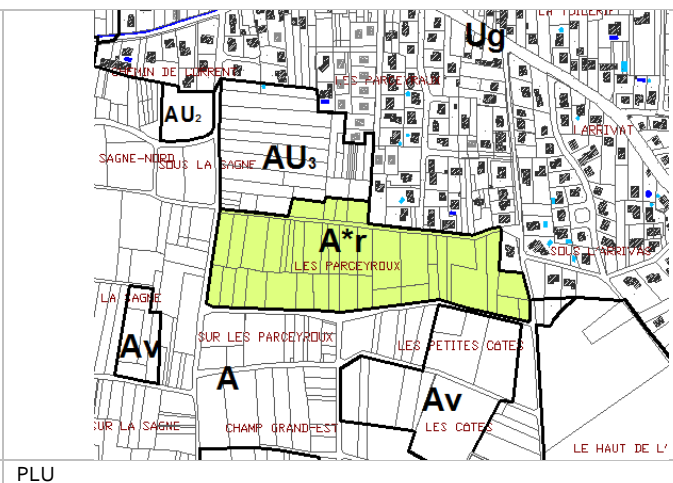 LA TUILERIE
Ug
CHEMIN DE
LES PARCEYRAUX
AU2
L'ARRIVAT
SAGNE-NORD
SOUS LA SAGNE
AU3
A*r
SOUS L'ARRIVAT
LES PARCEYROUX
LA SAGNE
SUR LES PARCEYROUX
LES PETITES COTES
Av
A
Av
SUR LA SAGNE
CHAMP GRAND-EST
LES COTES
LE HAUT DE L'
PLU